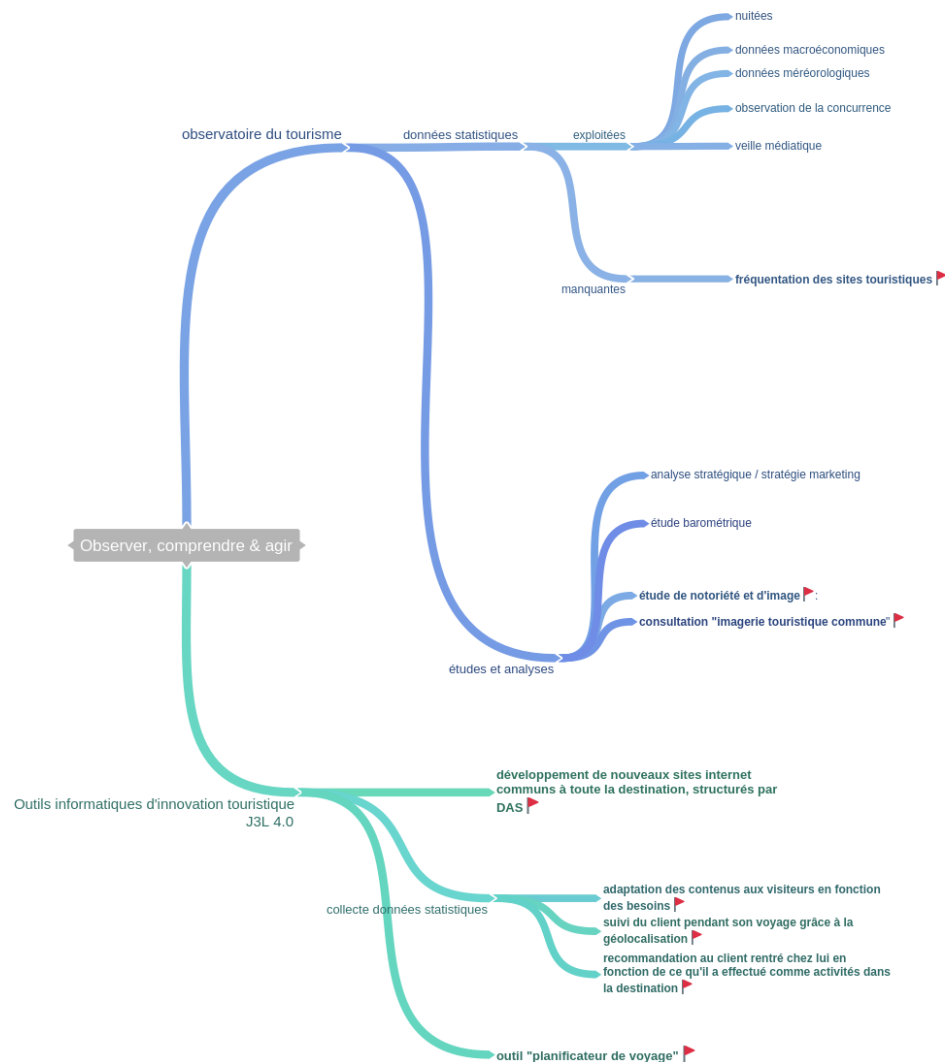 nuitées
données macroéconomiques
données méréorologiques
observation de la concurrence
observatoire du tourisme
données statistiques
exploitées
veille médiatique
manquantes
fréquentation des sites touristiques
analyse stratégique / stratégie marketing
étude barométrique
Observer, comprendre & agir
étude de notoriété et d'image :
consultation "imagerie touristique commune"
études et analyses
développement de nouveaux sites internet
communs à toute la destination, structurés par
DAS
Outils informatiques d'innovation touristique
J3L 4.0
collecte données statistiques
adaptation des contenus aux visiteurs en fonction
des besoins
suivi du client pendant son voyage grâce à la
géolocalisation
recommandation au client rentré chez lui en
fonction de ce qu'il a effectué comme activités dans
la destination
outil "planificateur de voyage"